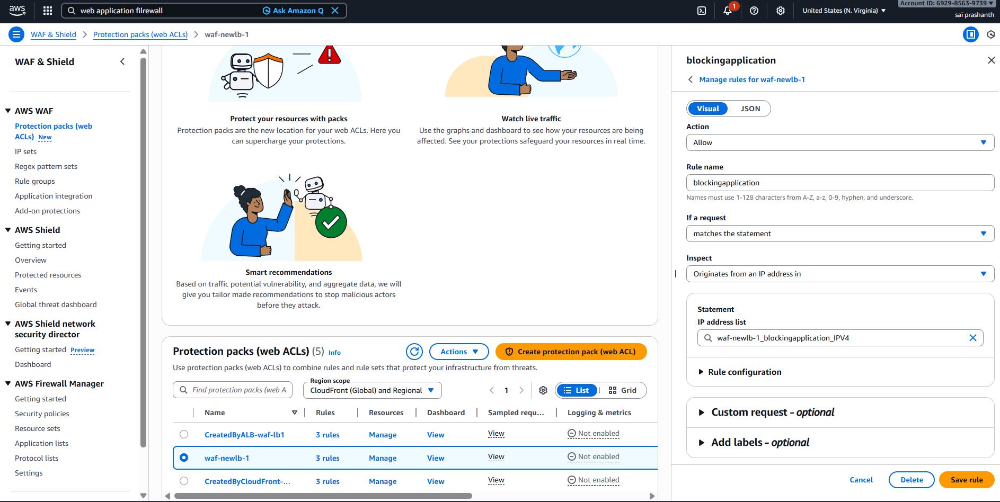 aws
web application filrewall
Ask Amazon Q
1
United States (N. Virginia)
Account ID: 6929-8563-9739
sai prashanth
WAF & Shield
Protection packs (web ACLs)
waf-newlb-1
WAF & Shield
AWS WAF
Protection packs (web
ACLs) New
IP sets
Regex pattern sets
Rule groups
Application integration
Add-on protections
AWS Shield
Getting started
Overview
Protected resources
Events
Global threat dashboard
AWS Shield network
security director
Getting started Preview
Dashboard
AWS Firewall Manager
Getting started
Security policies
Resource sets
Application lists
Protocol lists
Settings
Protect your resources with packs
Protection packs are the new location for your web ACLs. Here you
can supercharge your protections.
Watch live traffic
Use the graphs and dashboard to see how your resources are being
affected. See your protections safeguard your resources in real time.
Smart recommendations
Based on traffic potential vulnerability, and aggregate data, we will
give you tailor made recommendations to stop malicious actors
before they attack.
Protection packs (web ACLs) (5) Info
Actions
Create protection pack (web ACL)
Use protection packs (web ACLs) to combine rules and rule sets that protect your infrastructure from threats.
Find protection packs (web A
Region scope
CloudFront (Global) and Regional
1
List
Grid
Name Rules Resources Dashboard Sampled requ... Logging & metrics
CreatedByALB-waf-lb1 3 rules Manage View View Not enabled
waf-newlb-1 3 rules Manage View View Not enabled
CreatedByCloudFront-... 3 rules Manage View View Not enabled
blockingapplication
Manage rules for waf-newlb-1
Visual
JSON
Action
Allow
Rule name
blockingapplication
Names must use 1-128 characters from A-Z, a-z, 0-9, hyphen, and underscore.
If a request
matches the statement
Inspect
Originates from an IP address in
Statement
IP address list
waf-newlb-1_blockingapplication_IPV4
Rule configuration
Custom request - optional
Add labels - optional
Cancel
Delete
Save rule